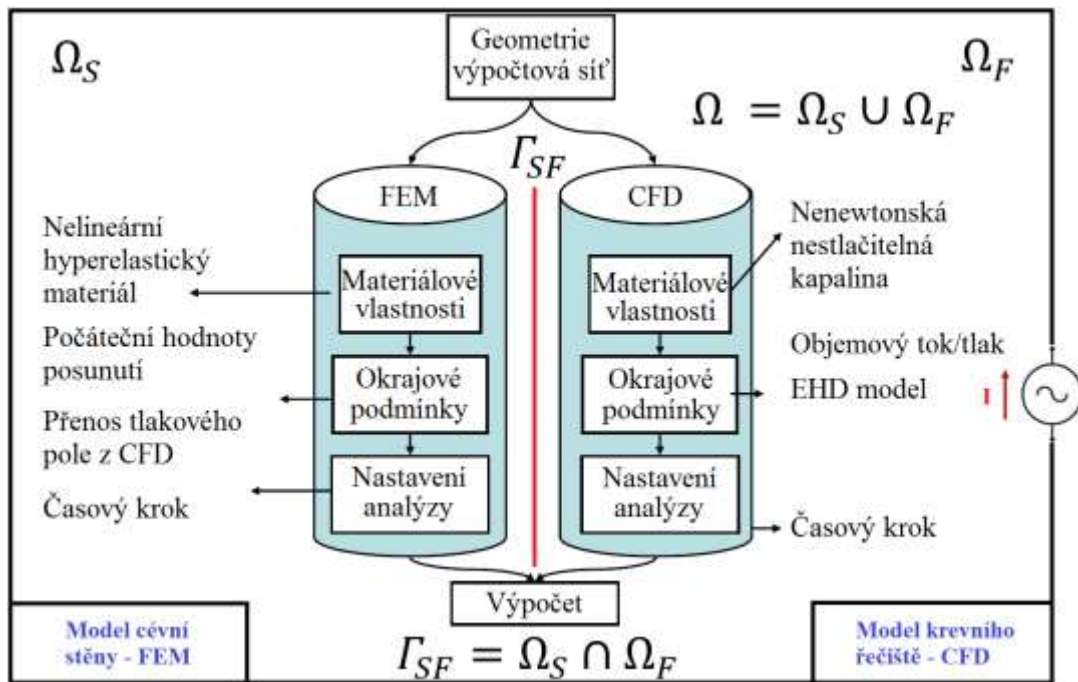 Geometrie
výpočtová síť
Ω_S
Ω_F
Ω = Ω_S ∪ Ω_F
Γ_SF
FEM
CFD
Nelineární
hyperelastický
materiál
Materiálové
vlastnosti
Materiálové
vlastnosti
Nenewtonská
nestlačitelná
kapalina
Počáteční hodnoty
posunutí
Přenos tlakového
pole z CFD
Okrajové
podmínky
Okrajové
podmínky
Objemový tok/tlak
EHD model
I
Časový krok
Nastavení
analýzy
Nastavení
analýzy
Časový krok
Výpočet
Model cévní
stěny - FEM
Γ_SF = Ω_S ∩ Ω_F
Model krevního
řečiště - CFD